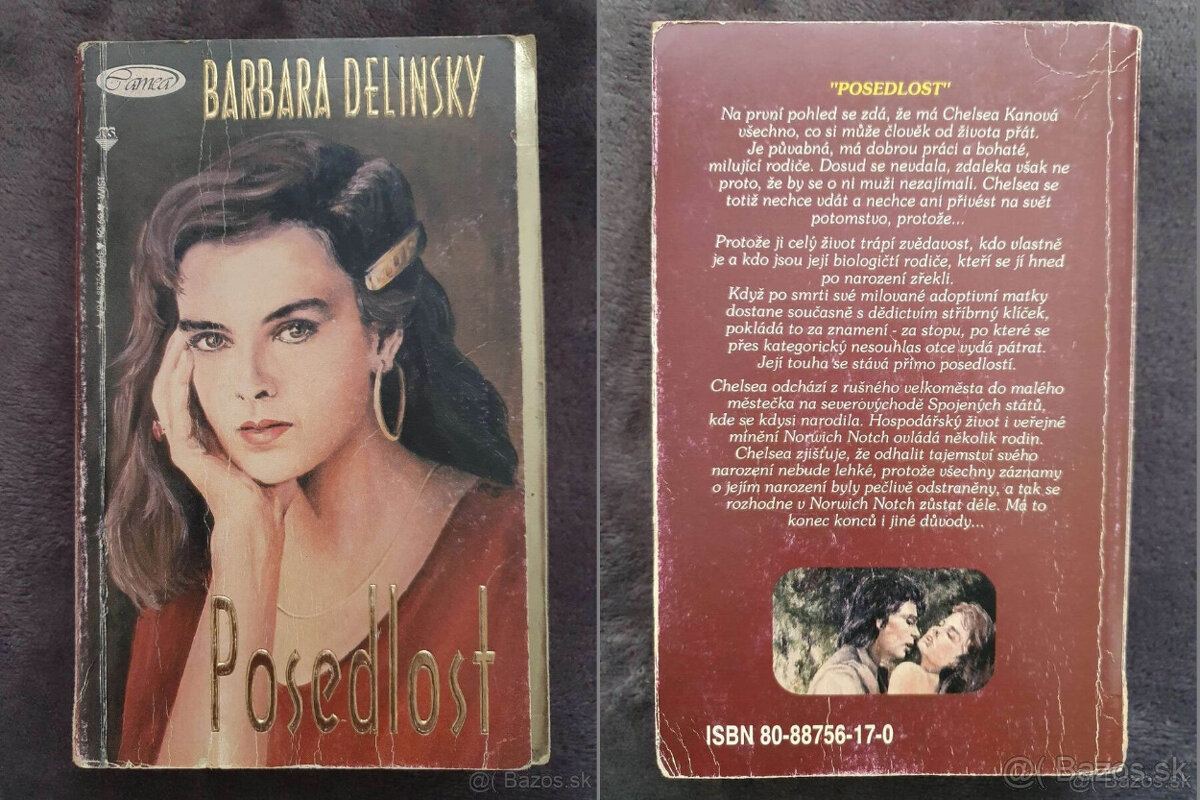 Camea
BARBARA DELINSKY
Posedlost
@( Bazos.sk
"POSEDLOST"
Na první pohled se zdá, že má Chelsea Kanová
všechno, co si může člověk od života přát.
Je půvabná, má dobrou práci a bohaté,
milující rodiče. Dosud se nevdala, zdaleka však ne
proto, že by se o ni muži nezajímali. Chelsea se
totiž nechce vdát a nechce ani přivést na svět
potomstvo, protože...
Protože ji celý život trápí zvědavost, kdo vlastně
je a kdo jsou její biologičtí rodiče, kteří se jí hned
po narození zřekli.
Když po smrti své milované adoptivní matky
dostane současně s dědictvím stříbrný klíček,
pokládá to za znamení - za stopu, po které se
přes kategorický nesouhlas otce vydá pátrat.
Její touha se stává přímo posedlostí.
Chelsea odchází z rušného velkoměsta do malého
městečka na severovýchodě Spojených států,
kde se kdysi narodila. Hospodářský život i veřejné
mínění Norwich Notch ovládá několik rodin.
Chelsea zjišťuje, že odhalit tajemství svého
narození nebude lehké, protože všechny záznamy
o jejím narození byly pečlivě odstraněny, a tak se
rozhodne v Norwich Notch zůstat déle. Má to
konec konců i jiné důvody...
ISBN 80-88756-17-0
@( Bazos.sk